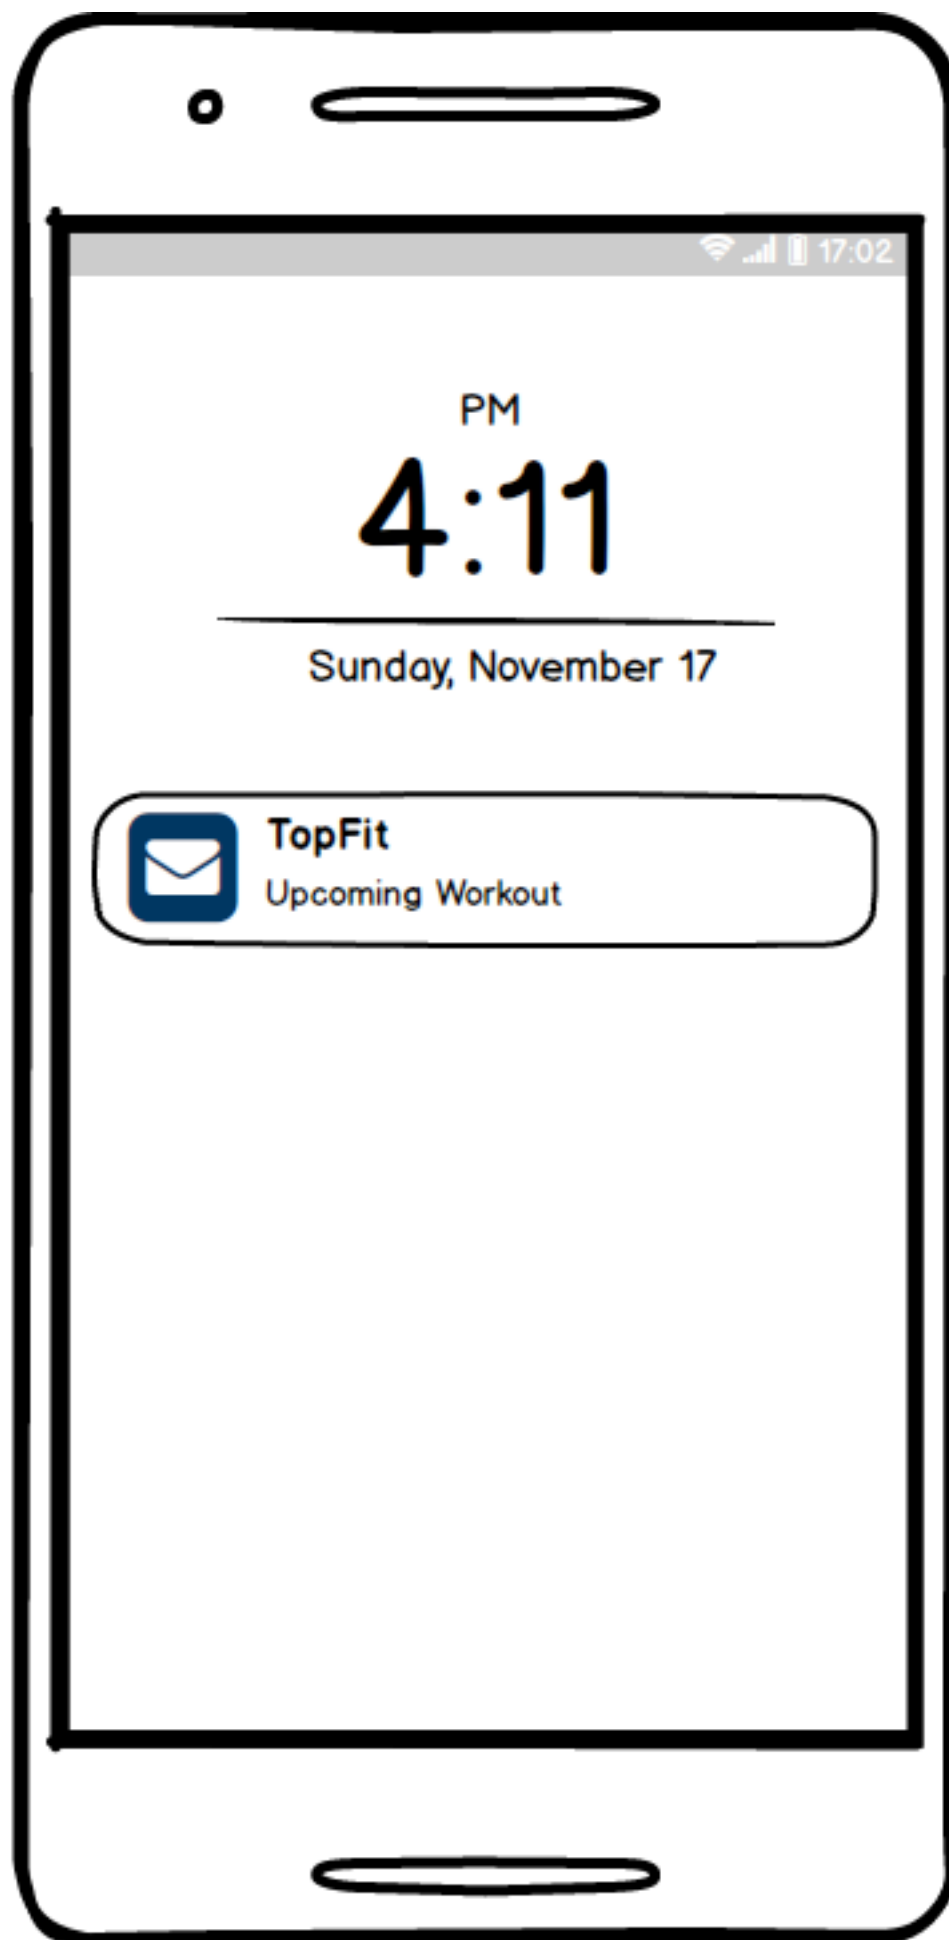 17:02
PM
4:11
Sunday, November 17
TopFit
Upcoming Workout